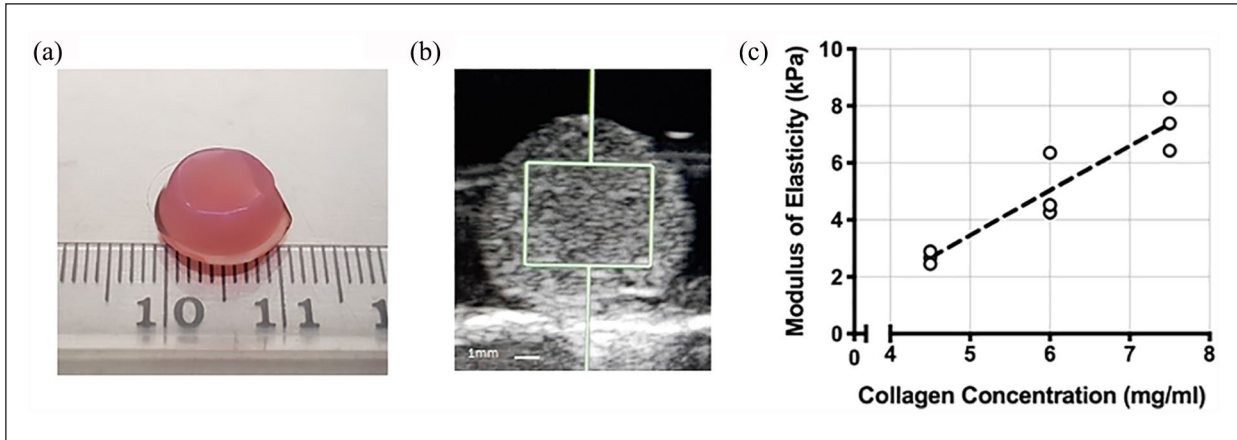 (a)
10
11
1
(b)
1mm
(c)
Modulus of Elasticity (kPa)
10
8
6
4
2
0
0
4
5
6
7
8
Collagen Concentration (mg/ml)